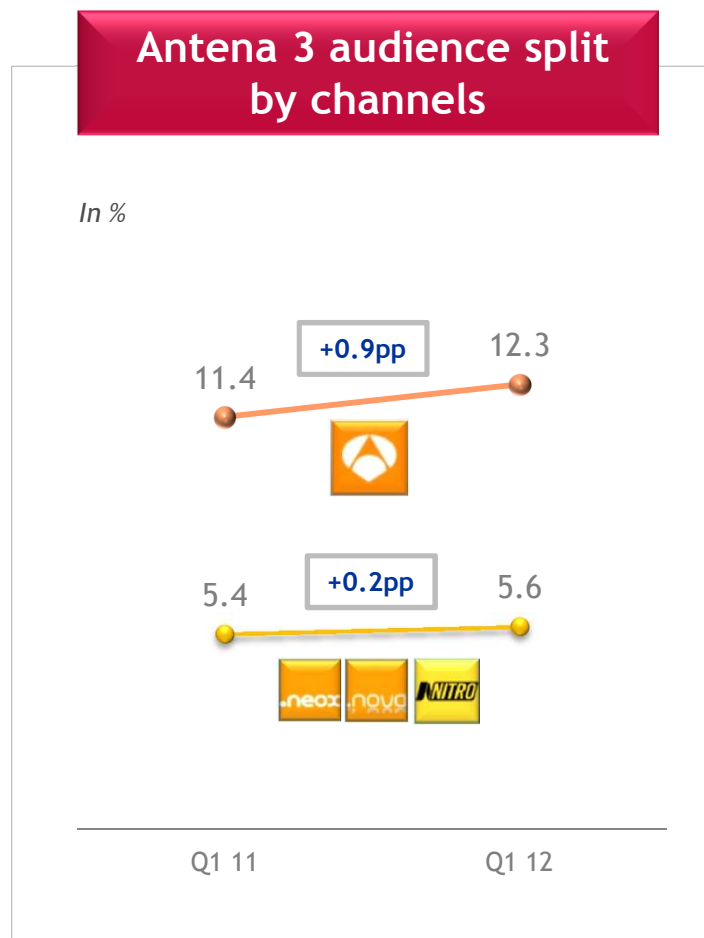 Antena 3 audience split
by channels
In %
+0.9pp
12.3
11.4
+0.2pp
5.4
5.6
.neox
.nova
NITRO
Q1 11
Q1 12